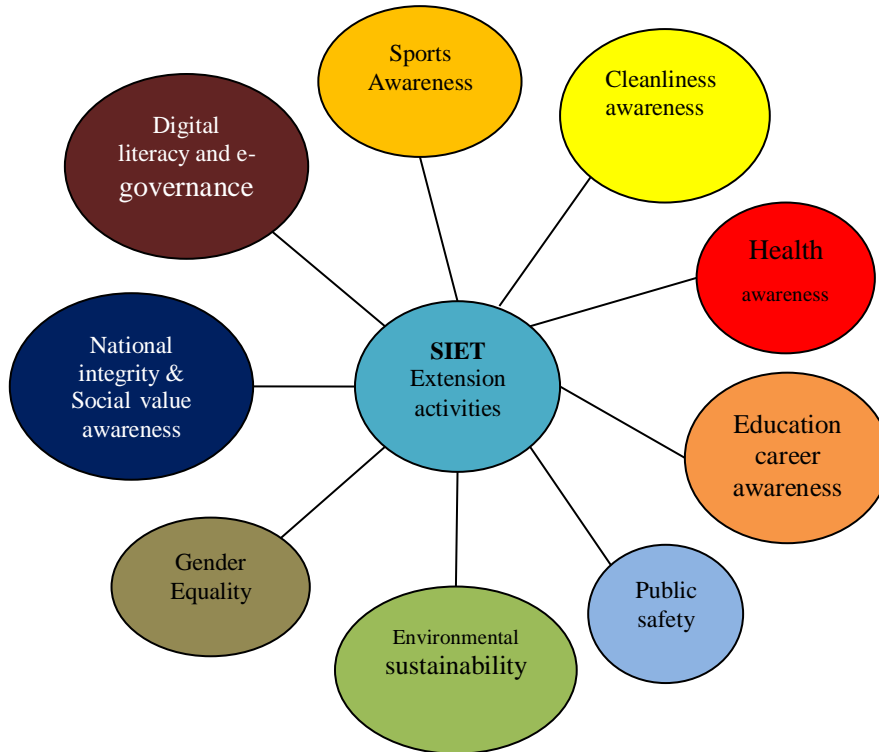 Sports
Awareness
Cleanliness
awareness
Digital
literacy and e-
governance
Health
awareness
National
integrity &
Social value
awareness
SIET
Extension
activities
Education
career
awareness
Gender
Equality
Environmental
sustainability
Public
safety